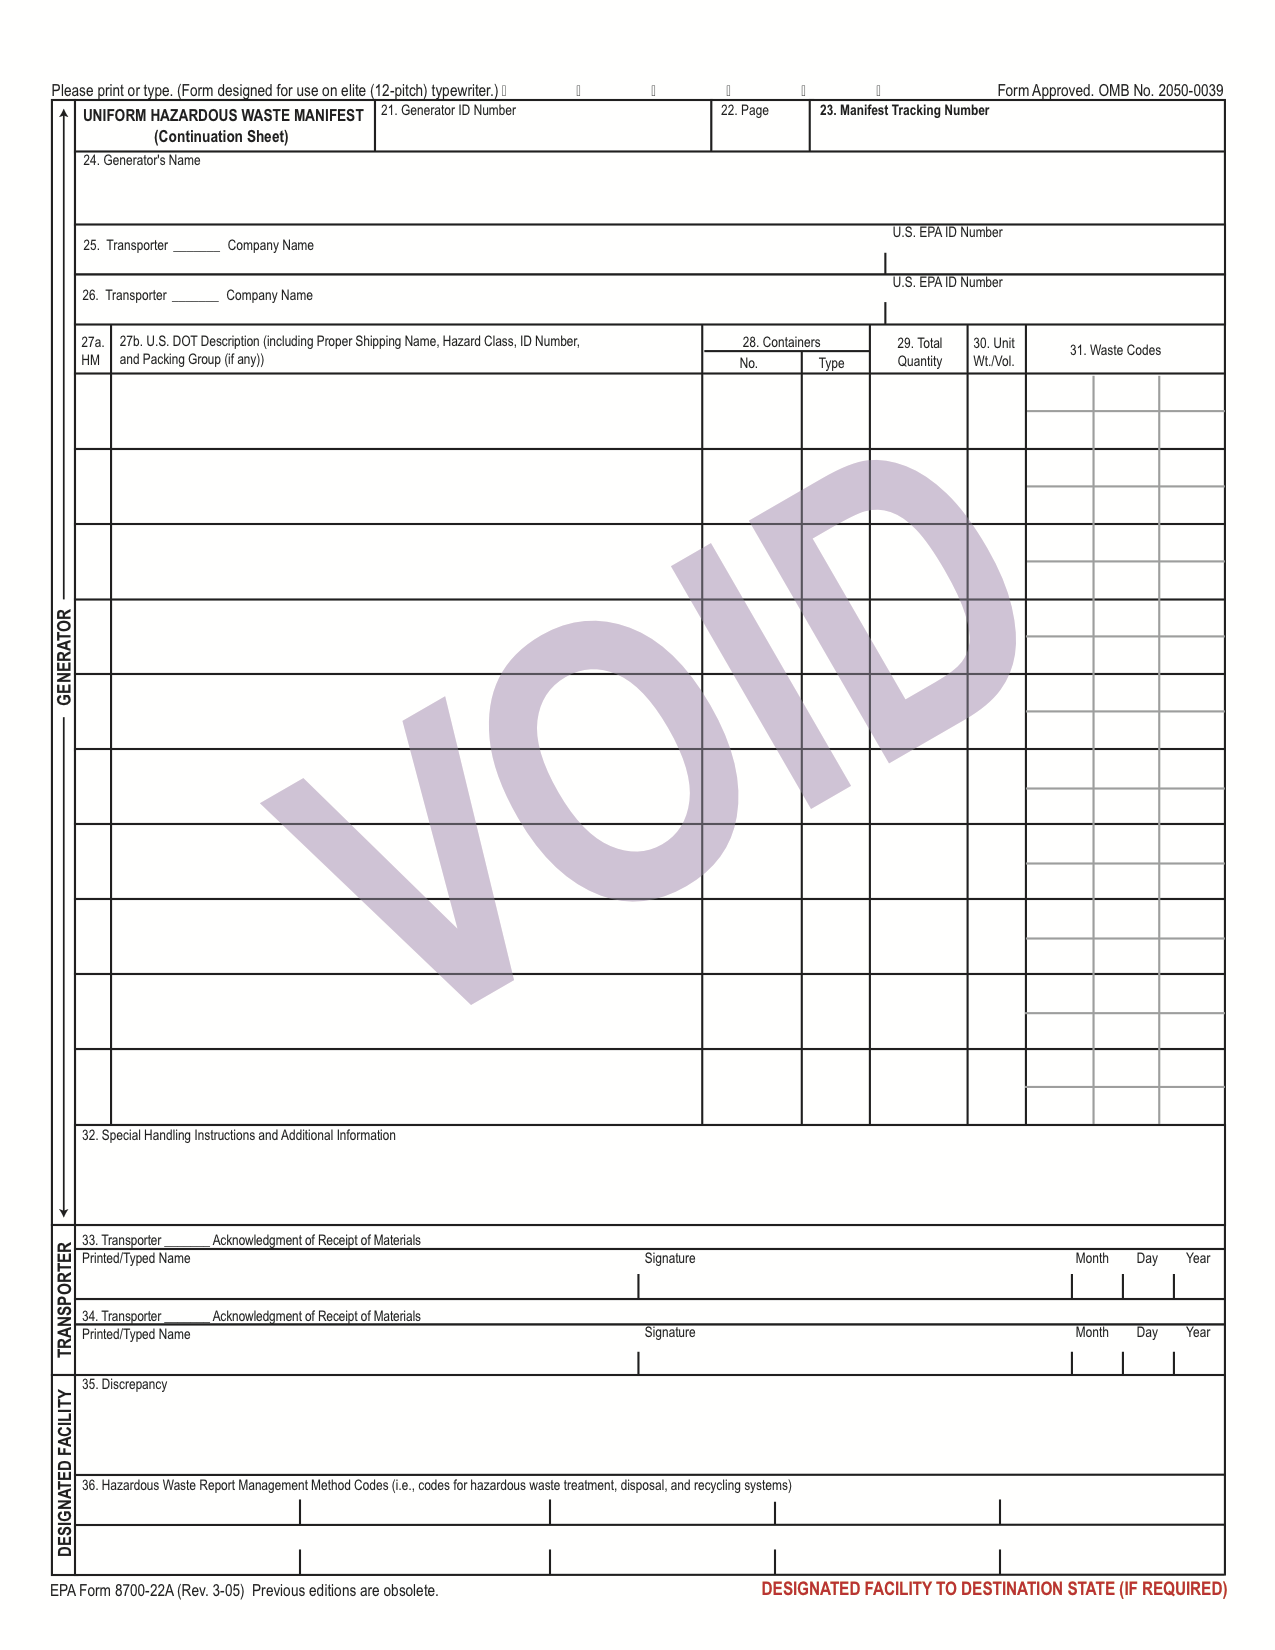 Please print or type. (Form designed for use on elite (12-pitch) typewriter.)
Form Approved. OMB No. 2050-0039
UNIFORM HAZARDOUS WASTE MANIFEST
(Continuation Sheet)
21. Generator ID Number
22. Page
23. Manifest Tracking Number
24. Generator's Name
25. Transporter _______ Company Name
U.S. EPA ID Number
26. Transporter _______ Company Name
U.S. EPA ID Number
27a.
HM
27b. U.S. DOT Description (including Proper Shipping Name, Hazard Class, ID Number,
and Packing Group (if any))
28. Containers
No.
Type
29. Total
Quantity
30. Unit
Wt./Vol.
31. Waste Codes
VOID
GENERATOR
32. Special Handling Instructions and Additional Information
TRANSPORTER
33. Transporter _______ Acknowledgment of Receipt of Materials
Printed/Typed Name
Signature
Month
Day
Year
34. Transporter _______ Acknowledgment of Receipt of Materials
Printed/Typed Name
Signature
Month
Day
Year
DESIGNATED FACILITY
35. Discrepancy
36. Hazardous Waste Report Management Method Codes (i.e., codes for hazardous waste treatment, disposal, and recycling systems)
EPA Form 8700-22A (Rev. 3-05) Previous editions are obsolete.
DESIGNATED FACILITY TO DESTINATION STATE (IF REQUIRED)